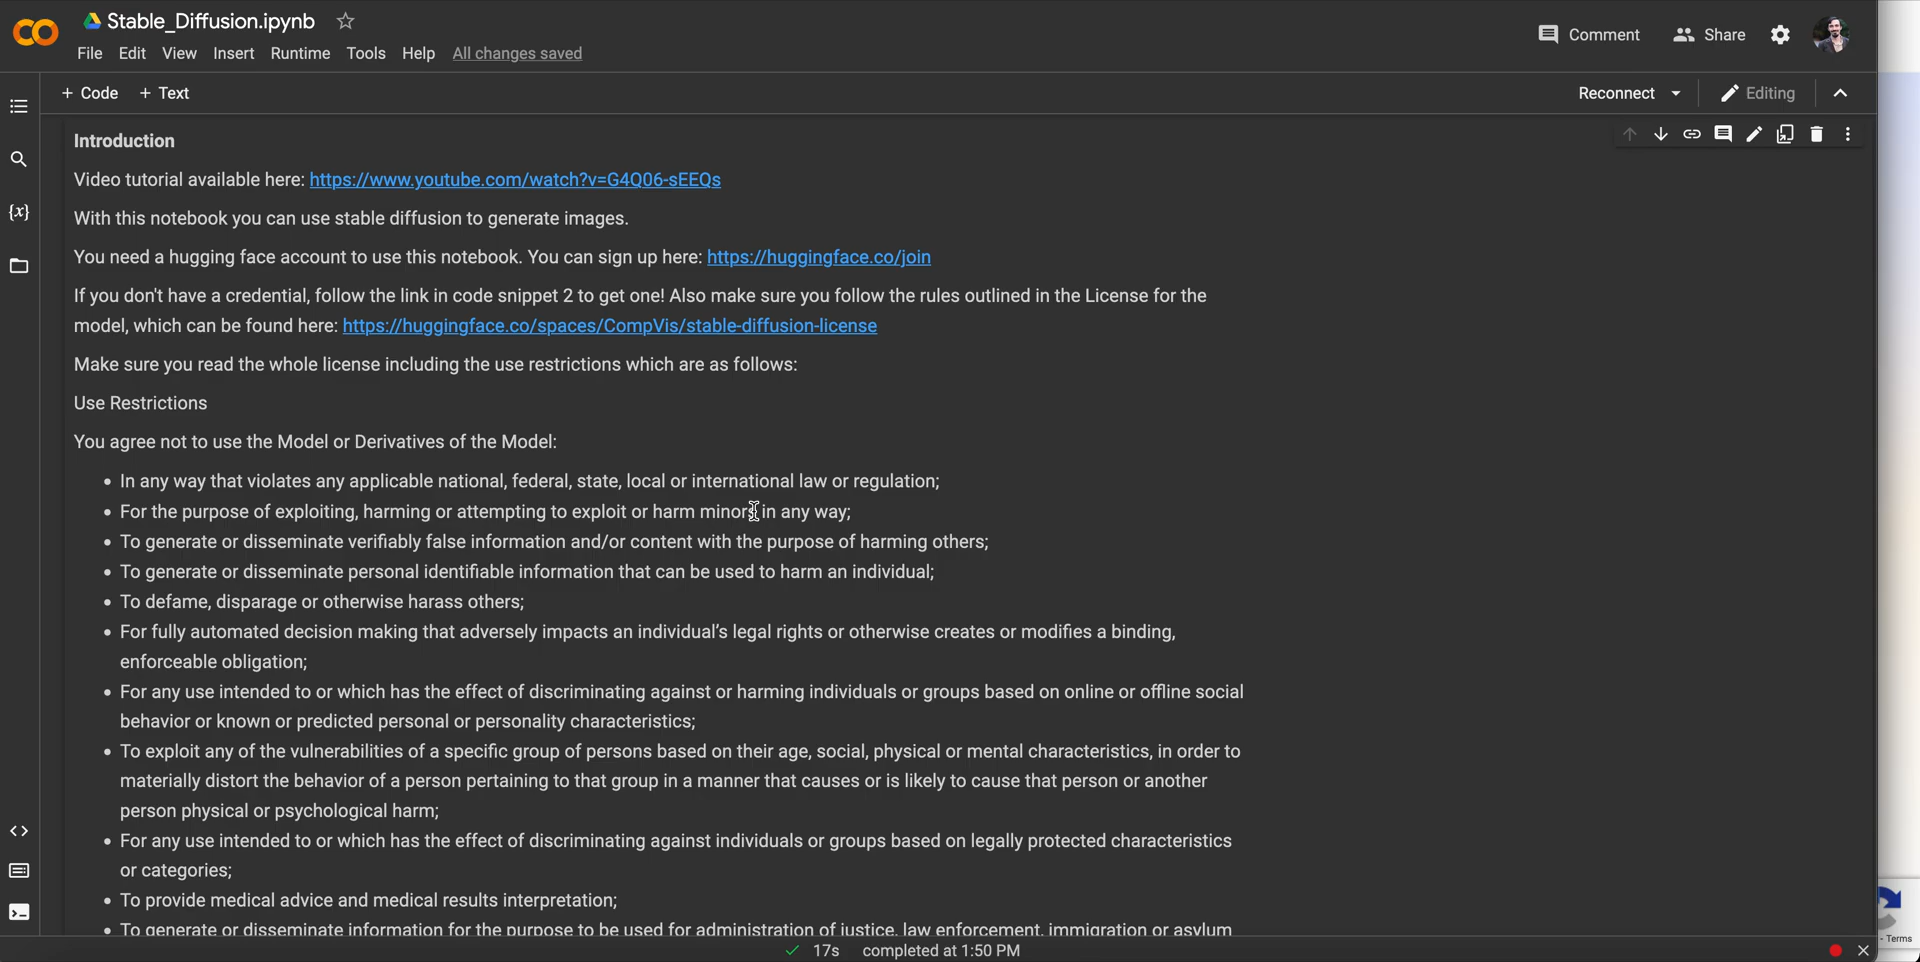 Stable_Diffusion.ipynb
File Edit View Insert Runtime Tools Help All changes saved
Comment Share
+ Code + Text
Reconnect Editing
Introduction
Video tutorial available here: https://www.youtube.com/watch?v=G4Q06-sEEQs
With this notebook you can use stable diffusion to generate images.
You need a hugging face account to use this notebook. You can sign up here: https://huggingface.co/join
If you don't have a credential, follow the link in code snippet 2 to get one! Also make sure you follow the rules outlined in the License for the
model, which can be found here: https://huggingface.co/spaces/CompVis/stable-diffusion-license
Make sure you read the whole license including the use restrictions which are as follows:
Use Restrictions
You agree not to use the Model or Derivatives of the Model:
• In any way that violates any applicable national, federal, state, local or international law or regulation;
• For the purpose of exploiting, harming or attempting to exploit or harm minors in any way;
• To generate or disseminate verifiably false information and/or content with the purpose of harming others;
• To generate or disseminate personal identifiable information that can be used to harm an individual;
• To defame, disparage or otherwise harass others;
• For fully automated decision making that adversely impacts an individual’s legal rights or otherwise creates or modifies a binding,
enforceable obligation;
• For any use intended to or which has the effect of discriminating against or harming individuals or groups based on online or offline social
behavior or known or predicted personal or personality characteristics;
• To exploit any of the vulnerabilities of a specific group of persons based on their age, social, physical or mental characteristics, in order to
materially distort the behavior of a person pertaining to that group in a manner that causes or is likely to cause that person or another
person physical or psychological harm;
• For any use intended to or which has the effect of discriminating against individuals or groups based on legally protected characteristics
or categories;
• To provide medical advice and medical results interpretation;
• To generate or disseminate information for the purpose to be used for administration of justice, law enforcement, immigration or asylum
{x}
17s completed at 1:50 PM
- Terms